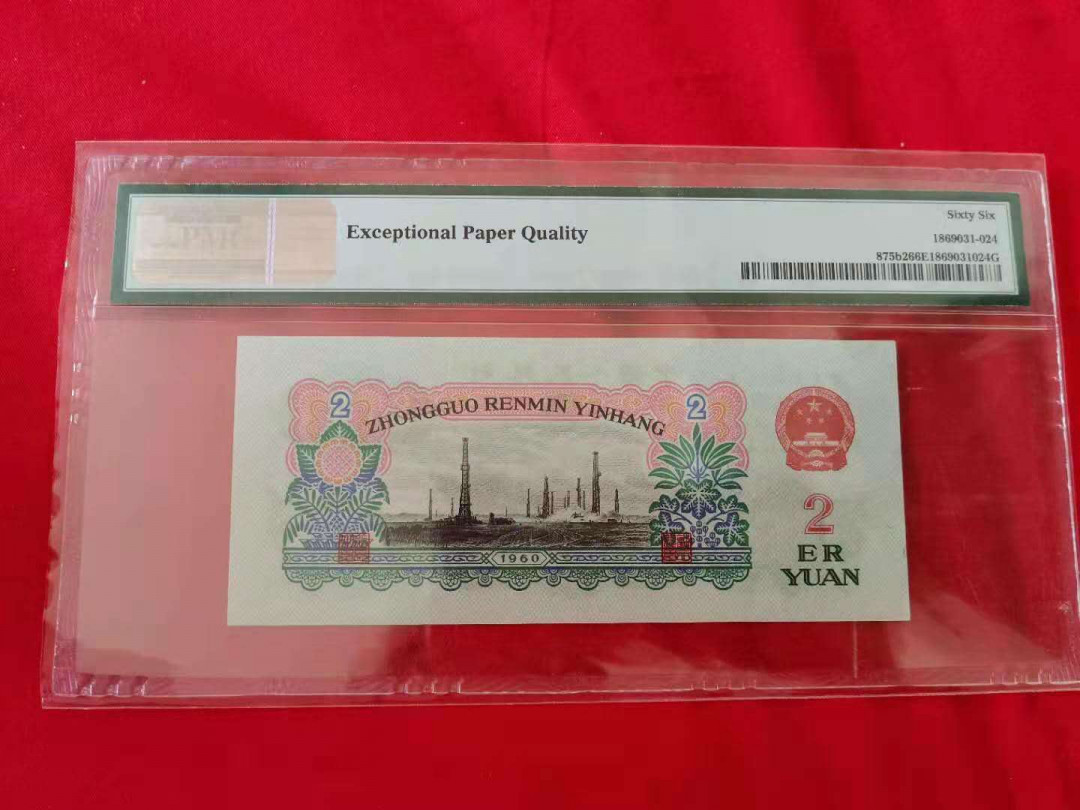 Sixty Six
Exceptional Paper Quality
1869031-024
875b266E1869031024G
2
2
ZHONGGUO RENMIN YINHANG
2
1960
ER
YUAN